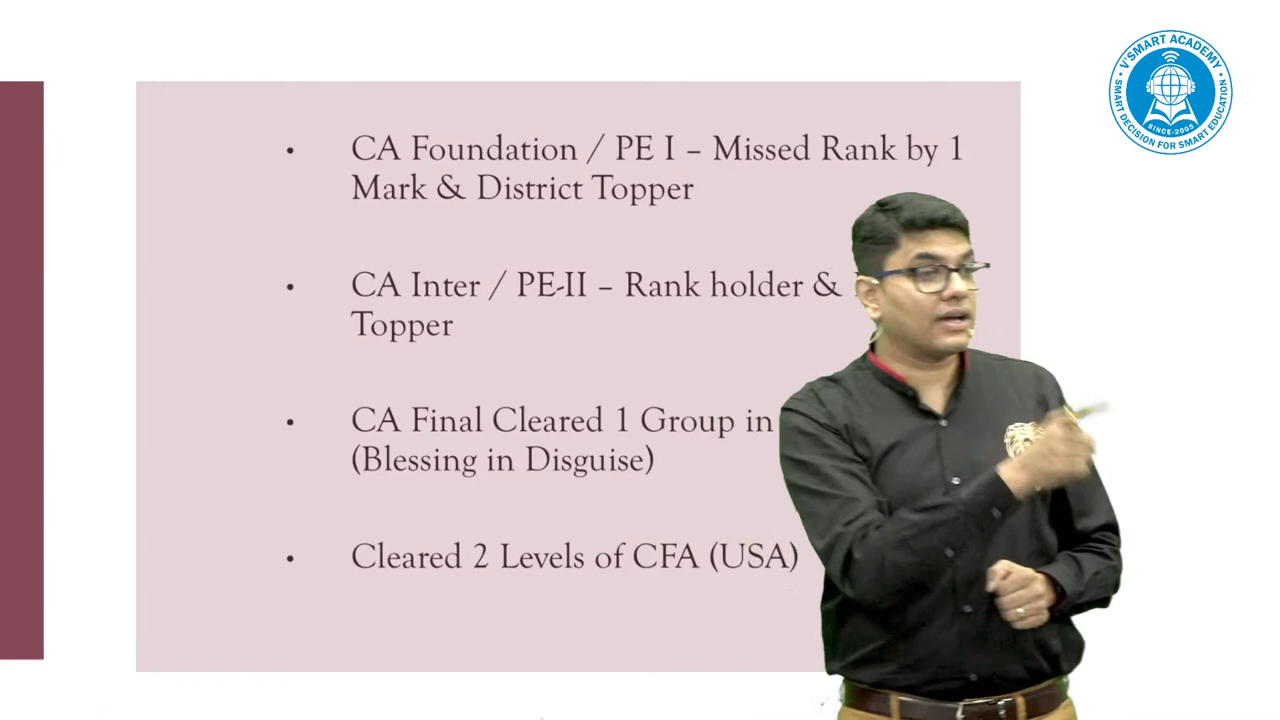 V'SMART ACADEMY
SINCE-2005
SMART DECISION FOR SMART EDUCATION
• CA Foundation / PE I – Missed Rank by 1
Mark & District Topper
• CA Inter / PE-II – Rank holder &
Topper
• CA Final Cleared 1 Group in
(Blessing in Disguise)
• Cleared 2 Levels of CFA (USA)